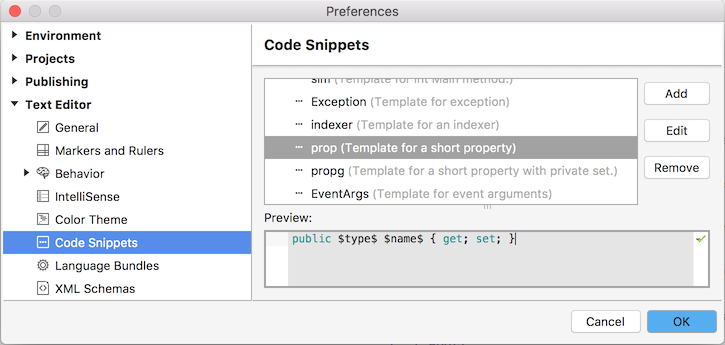 Preferences
Environment
Projects
Publishing
Text Editor
General
Markers and Rulers
Behavior
IntelliSense
Color Theme
Code Snippets
Language Bundles
XML Schemas
Code Snippets
sim (Template for int Main method.)
Exception (Template for exception)
indexer (Template for an indexer)
prop (Template for a short property)
propg (Template for a short property with private set.)
EventArgs (Template for event arguments)
Add
Edit
Remove
Preview:
public $type$ $name$ { get; set; }
Cancel
OK